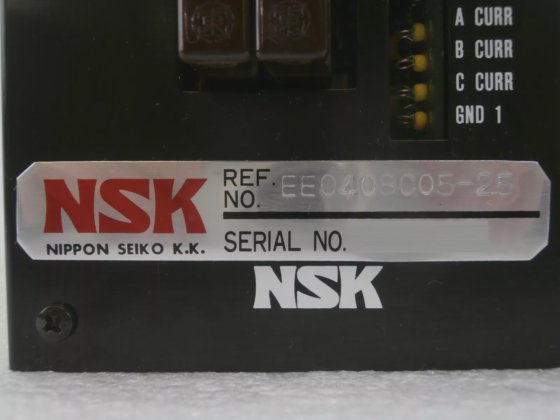 A CURR
B CURR
C CURR
GND 1
NSK
NIPPON SEIKO K.K.
REF. NO. EE0408C05-25
SERIAL NO.
NSK